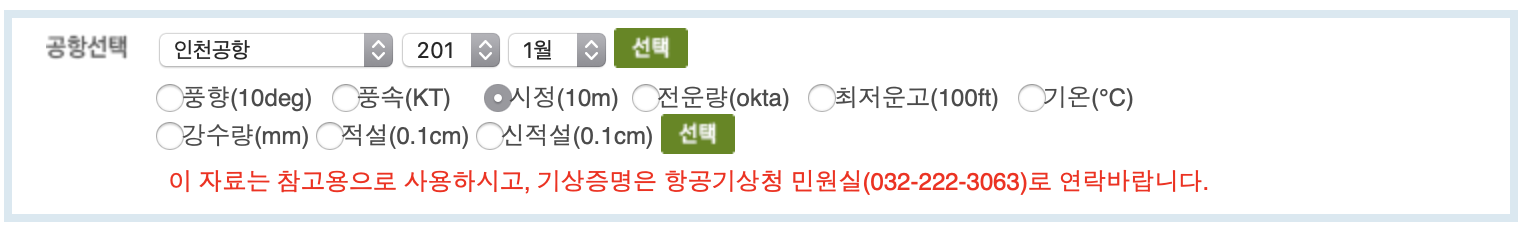 공항선택 인천공항 201 1월 선택
풍향(10deg) 풍속(KT) 시정(10m) 전운량(okta) 최저운고(100ft) 기온(°C)
강수량(mm) 적설(0.1cm) 신적설(0.1cm) 선택
이 자료는 참고용으로 사용하시고, 기상증명은 항공기상청 민원실(032-222-3063)로 연락바랍니다.